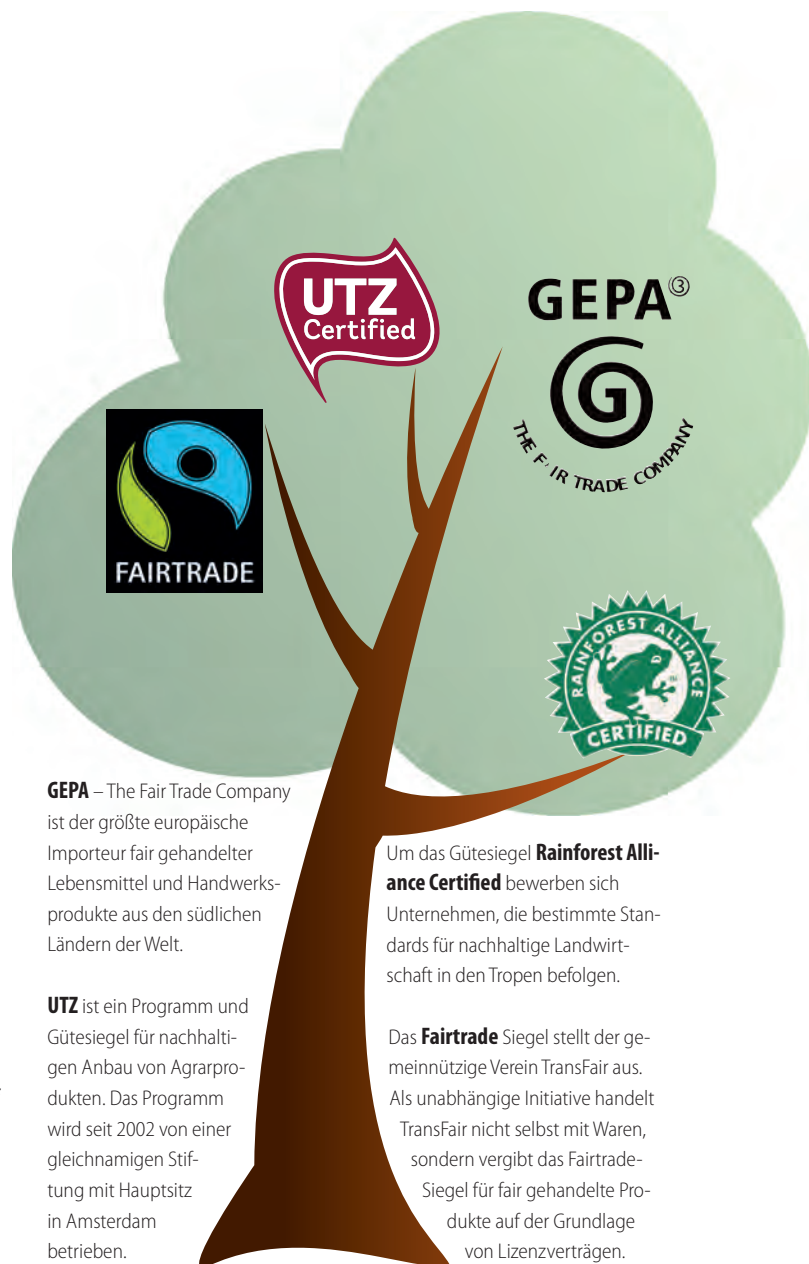 UTZ
Certified
GEPA③
G
THE F IR TRADE COMPANY
FAIRTRADE
RAINFOREST ALLIANCE
TM
CERTIFIED
GEPA – The Fair Trade Company
ist der größte europäische
Importeur fair gehandelter
Lebensmittel und Handwerks-
produkte aus den südlichen
Ländern der Welt.
UTZ ist ein Programm und
Gütesiegel für nachhalti-
gen Anbau von Agrarpro-
dukten. Das Programm
wird seit 2002 von einer
gleichnamigen Stif-
tung mit Hauptsitz
in Amsterdam
betrieben.
Um das Gütesiegel Rainforest Alli-
ance Certified bewerben sich
Unternehmen, die bestimmte Stan-
dards für nachhaltige Landwirt-
schaft in den Tropen befolgen.
Das Fairtrade Siegel stellt der ge-
meinnützige Verein TransFair aus.
Als unabhängige Initiative handelt
TransFair nicht selbst mit Waren,
sondern vergibt das Fairtrade-
Siegel für fair gehandelte Pro-
dukte auf der Grundlage
von Lizenzverträgen.